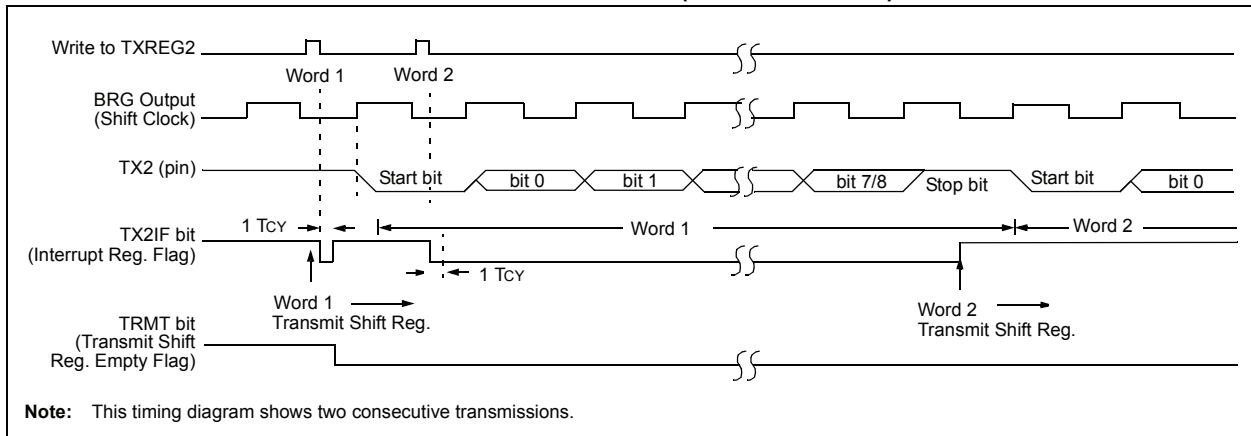 Write to TXREG2
Word 1 Word 2
BRG Output
(Shift Clock)
TX2 (pin)
Start bit bit 0 bit 1 bit 7/8 Stop bit Start bit bit 0
TX2IF bit
(Interrupt Reg. Flag)
1 TCY
Word 1 Word 2
1 TCY
Word 1
Transmit Shift Reg.
Word 2
Transmit Shift Reg.
TRMT bit
(Transmit Shift
Reg. Empty Flag)
Note: This timing diagram shows two consecutive transmissions.